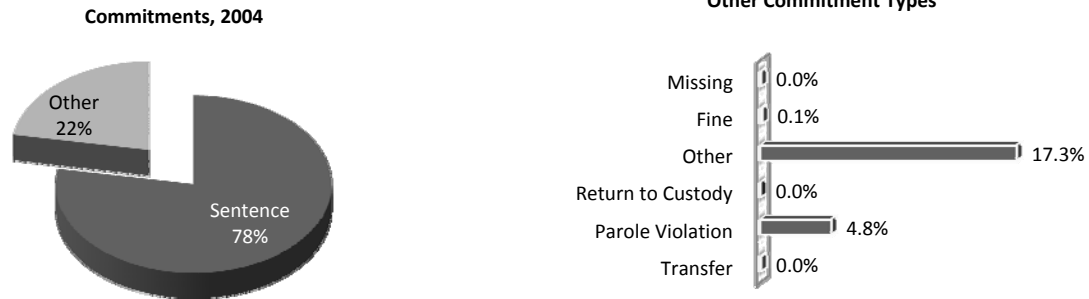 Commitments, 2004
Other
22%
Sentence
78%
Other Commitment Types
Missing 0.0%
Fine 0.1%
Other 17.3%
Return to Custody 0.0%
Parole Violation 4.8%
Transfer 0.0%